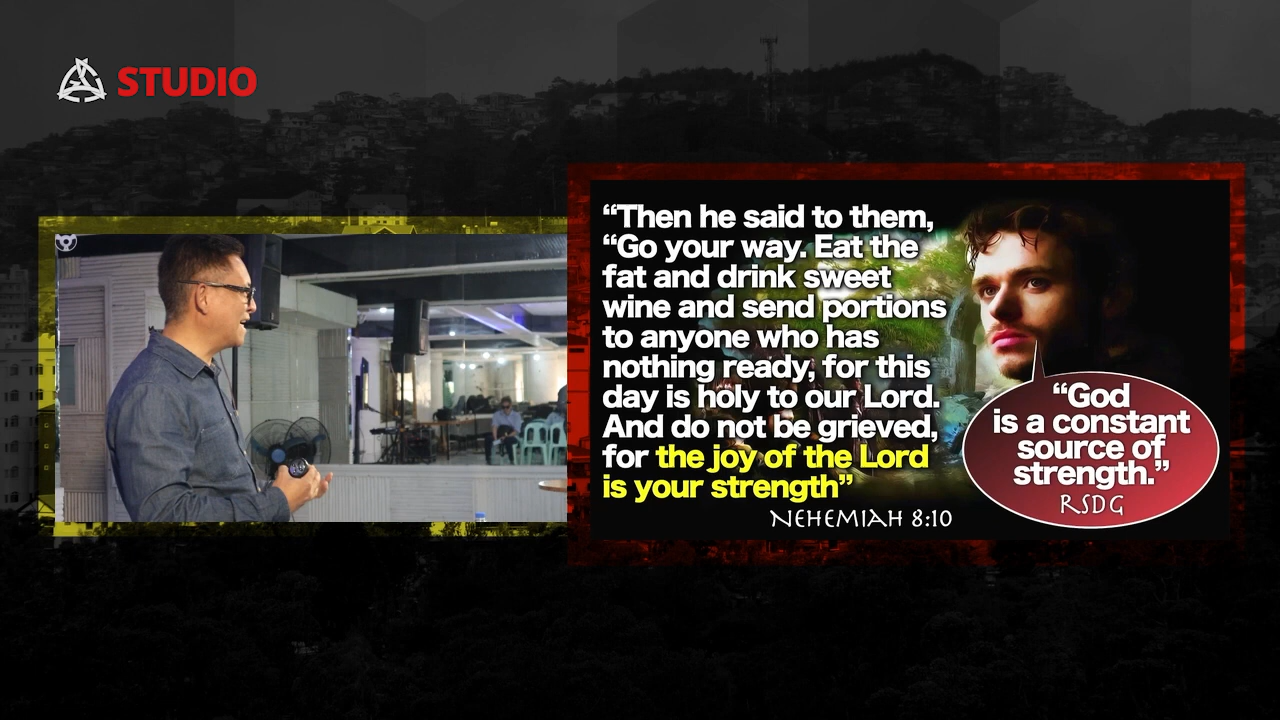 STUDIO
“Then he said to them,
“Go your way. Eat the
fat and drink sweet
wine and send portions
to anyone who has
nothing ready, for this
day is holy to our Lord.
And do not be grieved,
for the joy of the Lord
is your strength”
NEHEMIAH 8:10
“God
is a constant
source of
strength.”
RSDG